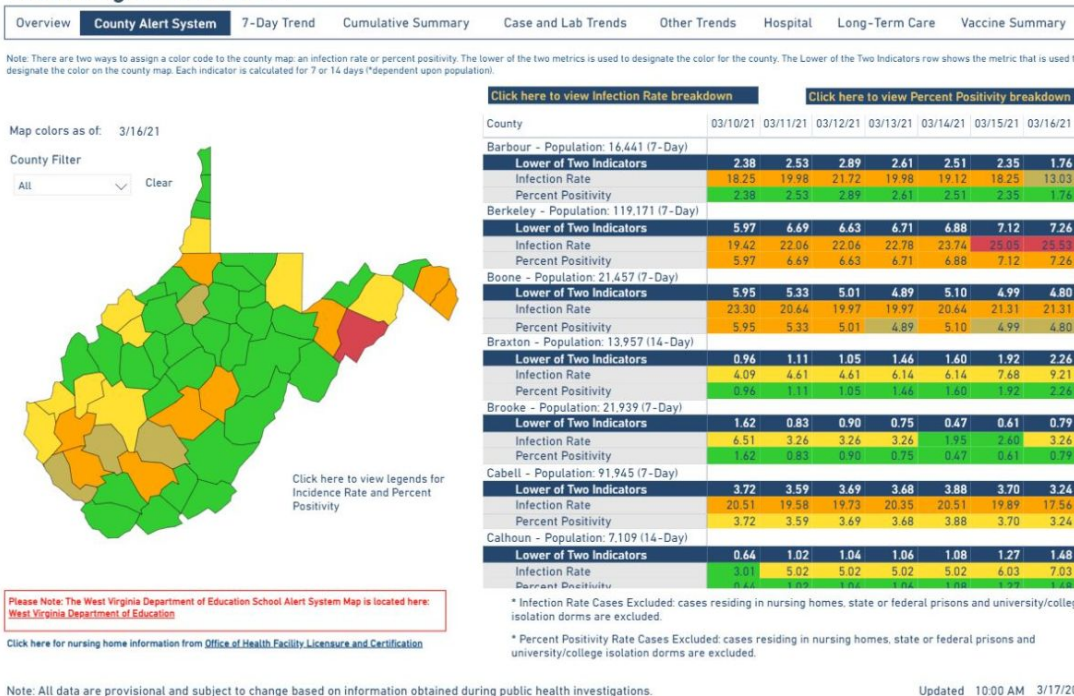 Overview County Alert System 7-Day Trend Cumulative Summary Case and Lab Trends Other Trends Hospital Long-Term Care Vaccine Summary
Note: There are two ways to assign a color code to the county map: an infection rate or percent positivity. The lower of the two metrics is used to designate the color for the county. The Lower of the Two Indicators row shows the metric that is used
designate the color on the county map. Each indicator is calculated for 7 or 14 days (*dependent upon population).
Click here to view Infection Rate breakdown Click here to view Percent Positivity breakdown
Map colors as of: 3/16/21
County Filter
All Clear
Click here to view legends for
Incidence Rate and Percent
Positivity
County 03/10/21 03/11/21 03/12/21 03/13/21 03/14/21 03/15/21 03/16/21
Barbour - Population: 16,441 (7-Day)
Lower of Two Indicators 2.38 2.53 2.89 2.61 2.51 2.35 1.76
Infection Rate 18.25 19.98 21.72 19.98 19.12 18.25 13.03
Percent Positivity 2.38 2.53 2.89 2.61 2.51 2.35 1.76
Berkeley - Population: 119,171 (7-Day)
Lower of Two Indicators 5.97 6.69 6.63 6.71 6.88 7.12 7.26
Infection Rate 19.42 22.06 22.06 22.78 23.74 25.05 25.53
Percent Positivity 5.97 6.69 6.63 6.71 6.88 7.12 7.26
Boone - Population: 21,457 (7-Day)
Lower of Two Indicators 5.95 5.33 5.01 4.89 5.10 4.99 4.80
Infection Rate 23.30 20.64 19.97 19.97 20.64 21.31 21.31
Percent Positivity 5.95 5.33 5.01 4.89 5.10 4.99 4.80
Braxton - Population: 13,957 (14-Day)
Lower of Two Indicators 0.96 1.11 1.05 1.46 1.60 1.92 2.26
Infection Rate 4.09 4.61 4.61 6.14 6.14 7.68 9.21
Percent Positivity 0.96 1.11 1.05 1.46 1.60 1.92 2.26
Brooke - Population: 21,939 (7-Day)
Lower of Two Indicators 1.62 0.83 0.90 0.75 0.47 0.61 0.79
Infection Rate 6.51 3.26 3.26 3.26 1.95 2.60 3.26
Percent Positivity 1.62 0.83 0.90 0.75 0.47 0.61 0.79
Cabell - Population: 91,945 (7-Day)
Lower of Two Indicators 3.72 3.59 3.69 3.68 3.88 3.70 3.24
Infection Rate 20.51 19.58 19.73 20.35 20.51 19.89 17.56
Percent Positivity 3.72 3.59 3.69 3.68 3.88 3.70 3.24
Calhoun - Population: 7,109 (14-Day)
Lower of Two Indicators 0.64 1.02 1.04 1.06 1.08 1.27 1.48
Infection Rate 3.01 5.02 5.02 5.02 5.02 6.03 7.03
Percent Positivity 0.64 1.02 1.04 1.06 1.08 1.27 1.48
Please Note: The West Virginia Department of Education School Alert System Map is located here:
West Virginia Department of Education
Click here for nursing home information from Office of Health Facility Licensure and Certification
* Infection Rate Cases Excluded: cases residing in nursing homes, state or federal prisons and university/colleg
isolation dorms are excluded.
* Percent Positivity Rate Cases Excluded: cases residing in nursing homes, state or federal prisons and
university/college isolation dorms are excluded.
Note: All data are provisional and subject to change based on information obtained during public health investigations.
Updated 10:00 AM 3/17/20